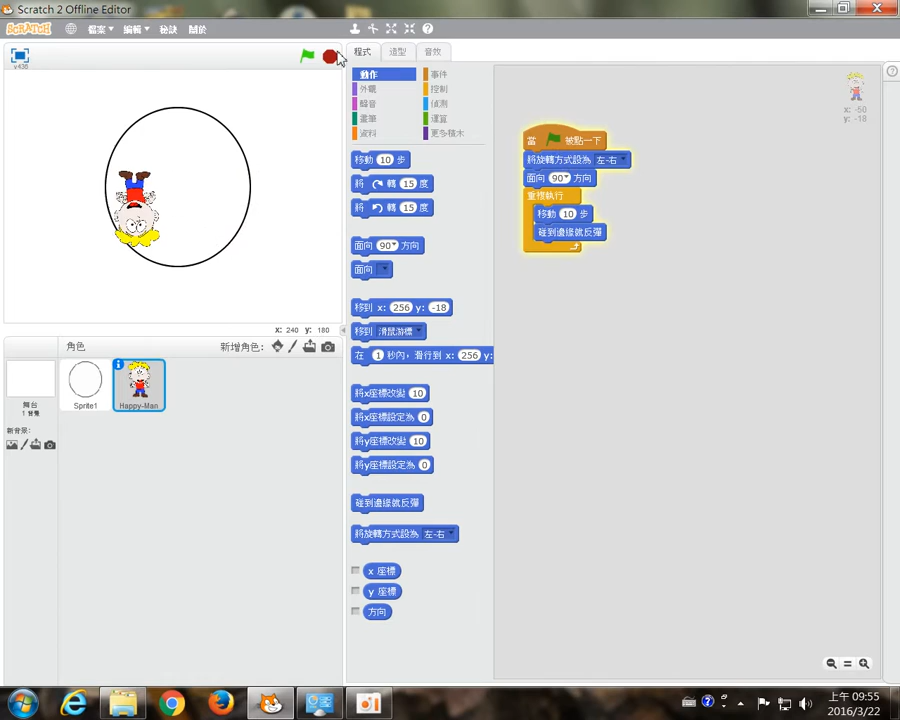 Scratch 2 Offline Editor
SCRATCH 檔案 編輯 秘訣 關於
y438
程式 造型 音效
動作 事件
外觀 控制
聲音 偵測
畫筆 運算
資料 更多積木
移動 10 步
將 轉 15 度
將 轉 15 度
面向 90 方向
面向
移到 x: 256 y: -18
移到 滑鼠游標
在 1 秒內，滑行到 x: 256 y:
將x座標改變 10
將x座標設定為 0
將y座標改變 10
將y座標設定為 0
碰到邊緣就反彈
將旋轉方式設為 左-右
x 座標
y 座標
方向
當 被點一下
將旋轉方式設為 左-右
面向 90 方向
重複執行
移動 10 步
碰到邊緣就反彈
x: -50
y: -18
x: 240 y: 180
角色 新增角色:
舞台
1 背景
新背景:
Sprite1
Happy-Man
上午 09:55
2016/3/22